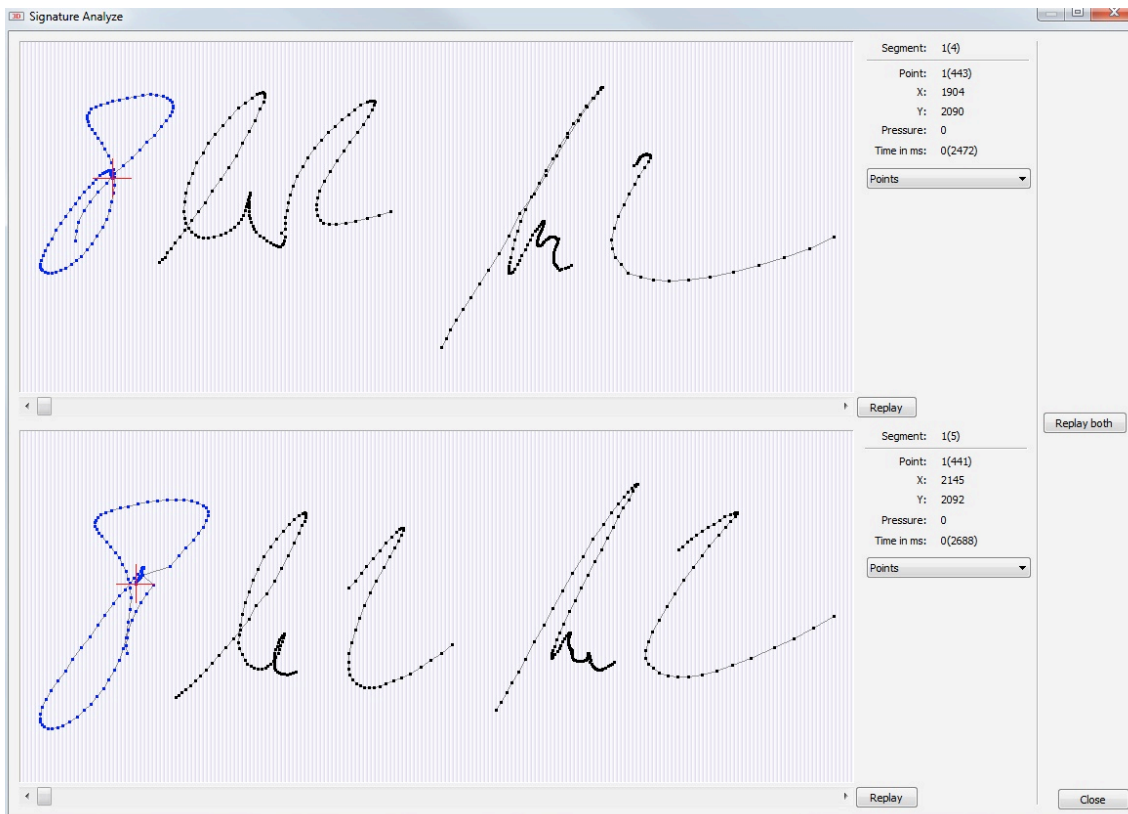 Signature Analyze
Segment: 1(4)
Point: 1(443)
X: 1904
Y: 2090
Pressure: 0
Time in ms: 0(2472)
Points
Replay
Replay both
Segment: 1(5)
Point: 1(441)
X: 2145
Y: 2092
Pressure: 0
Time in ms: 0(2688)
Points
Replay
Close